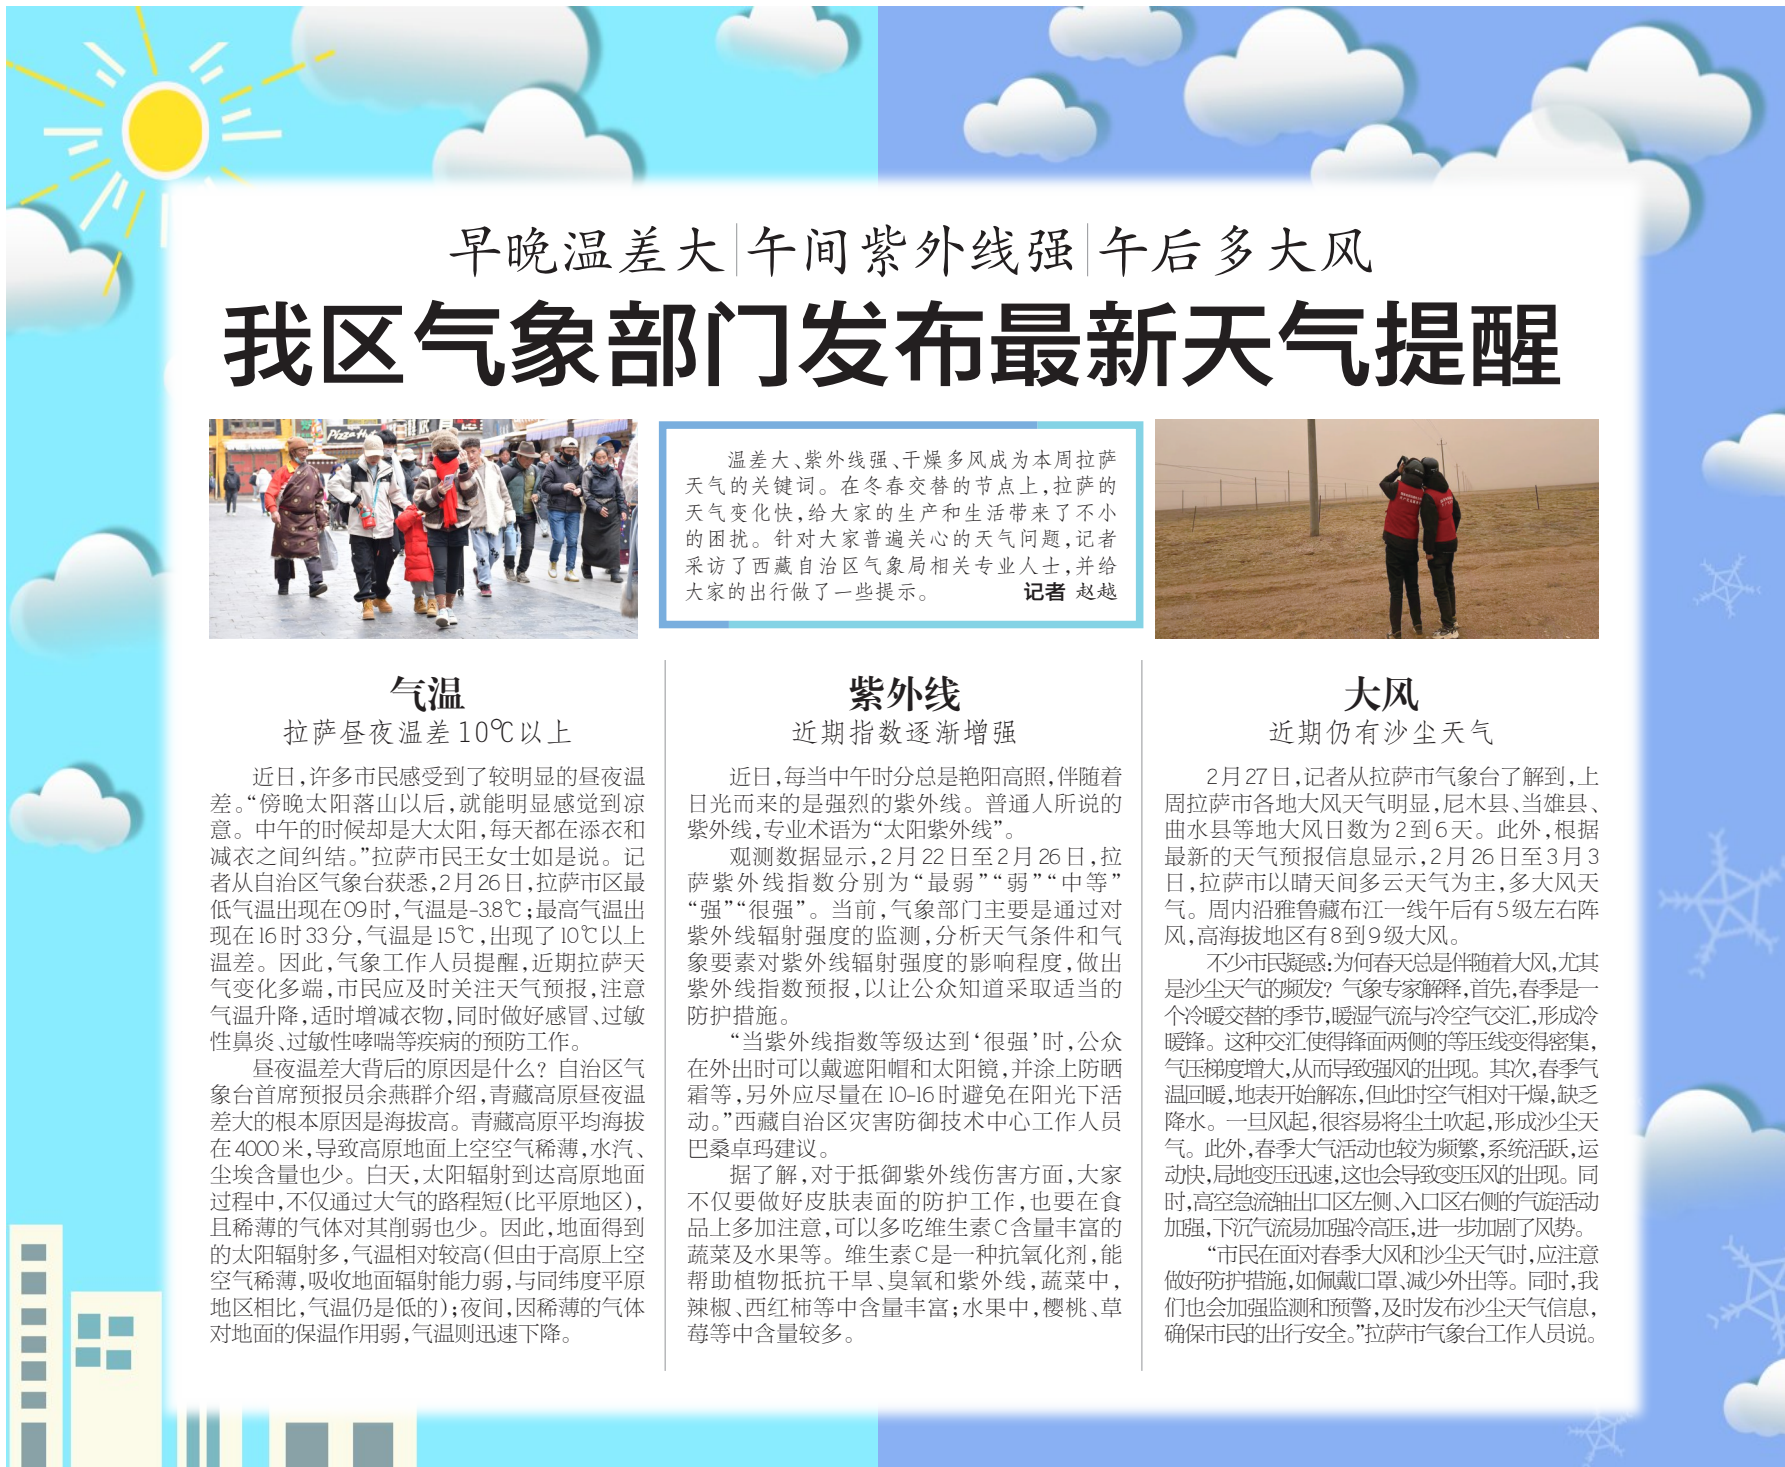 早晚温差大|午间紫外线强|午后多大风
我区气象部门发布最新天气提醒
Pizza Hut
温差大、紫外线强、干燥多风成为本周拉萨
天气的关键词。在冬春交替的节点上,拉萨的
天气变化快,给大家的生产和生活带来了不小
的困扰。针对大家普遍关心的天气问题,记者
采访了西藏自治区气象局相关专业人士,并给
大家的出行做了一些提示。 记者 赵越
气温
拉萨昼夜温差10℃以上
近日,许多市民感受到了较明显的昼夜温
差。“傍晚太阳落山以后,就能明显感觉到凉
意。中午的时候却是大太阳,每天都在添衣和
减衣之间纠结。”拉萨市民王女士如是说。记
者从自治区气象台获悉,2月26日,拉萨市区最
低气温出现在09时,气温是-3.8℃;最高气温出
现在16时33分,气温是15℃,出现了10℃以上
温差。因此,气象工作人员提醒,近期拉萨天
气变化多端,市民应及时关注天气预报,注意
气温升降,适时增减衣物,同时做好感冒、过敏
性鼻炎、过敏性哮喘等疾病的预防工作。
昼夜温差大背后的原因是什么？自治区气
象台首席预报员余燕群介绍,青藏高原昼夜温
差大的根本原因是海拔高。青藏高原平均海拔
在4000米,导致高原地面上空空气稀薄,水汽、
尘埃含量也少。白天,太阳辐射到达高原地面
过程中,不仅通过大气的路程短(比平原地区),
且稀薄的气体对其削弱也少。因此,地面得到
的太阳辐射多,气温相对较高(但由于高原上空
空气稀薄,吸收地面辐射能力弱,与同纬度平原
地区相比,气温仍是低的);夜间,因稀薄的气体
对地面的保温作用弱,气温则迅速下降。
紫外线
近期指数逐渐增强
近日,每当中午时分总是艳阳高照,伴随着
日光而来的是强烈的紫外线。普通人所说的
紫外线,专业术语为“太阳紫外线”。
观测数据显示,2月22日至2月26日,拉
萨紫外线指数分别为“最弱”“弱”“中等”
“强”“很强”。当前,气象部门主要是通过对
紫外线辐射强度的监测,分析天气条件和气
象要素对紫外线辐射强度的影响程度,做出
紫外线指数预报,以让公众知道采取适当的
防护措施。
“当紫外线指数等级达到‘很强’时,公众
在外出时可以戴遮阳帽和太阳镜,并涂上防晒
霜等,另外应尽量在10-16时避免在阳光下活
动。”西藏自治区灾害防御技术中心工作人员
巴桑卓玛建议。
据了解,对于抵御紫外线伤害方面,大家
不仅要做好皮肤表面的防护工作,也要在食
品上多加注意,可以多吃维生素C含量丰富的
蔬菜及水果等。维生素C是一种抗氧化剂,能
帮助植物抵抗干旱、臭氧和紫外线,蔬菜中,
辣椒、西红柿等中含量丰富;水果中,樱桃、草
莓等中含量较多。
大风
近期仍有沙尘天气
2月27日,记者从拉萨市气象台了解到,上
周拉萨市各地大风天气明显,尼木县、当雄县、
曲水县等地大风日数为2到6天。此外,根据
最新的天气预报信息显示,2月26日至3月3
日,拉萨市以晴天间多云天气为主,多大风天
气。周内沿雅鲁藏布江一线午后有5级左右阵
风,高海拔地区有8到9级大风。
不少市民疑惑:为何春天总是伴随着大风,尤其
是沙尘天气的频发？气象专家解释,首先,春季是一
个冷暖交替的季节,暖湿气流与冷空气交汇,形成冷
暖锋。这种交汇使得锋面两侧的等压线变得密集,
气压梯度增大,从而导致强风的出现。其次,春季气
温回暖,地表开始解冻,但此时空气相对干燥,缺乏
降水。一旦风起,很容易将尘土吹起,形成沙尘天
气。此外,春季大气活动也较为频繁,系统活跃,运
动快,局地变压迅速,这也会导致变压风的出现。同
时,高空急流轴出口区左侧、入口区右侧的气旋活动
加强,下沉气流易加强冷高压,进一步加剧了风势。
“市民在面对春季大风和沙尘天气时,应注意
做好防护措施,如佩戴口罩、减少外出等。同时,我
们也会加强监测和预警,及时发布沙尘天气信息,
确保市民的出行安全。”拉萨市气象台工作人员说。